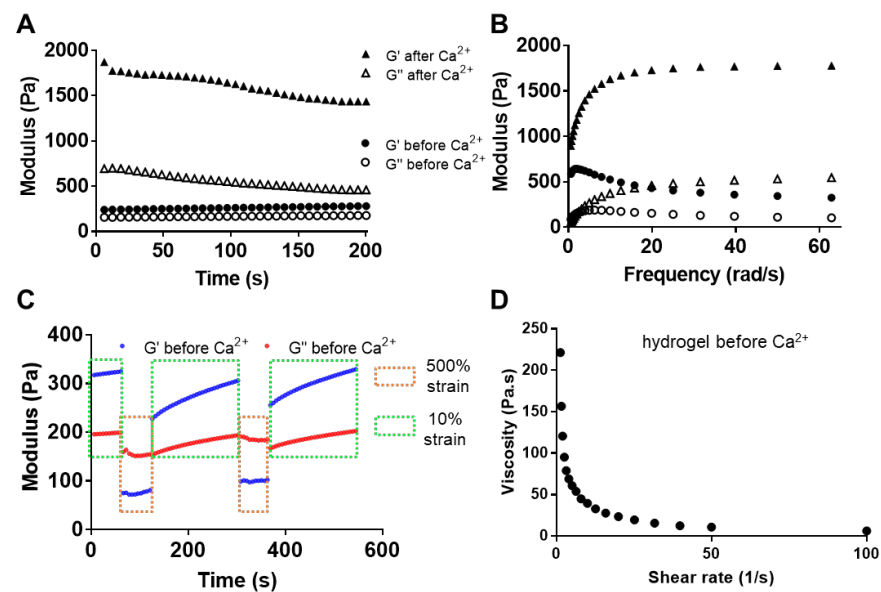 A
2000
1500
1000
500
0
0
50
100
150
200
Modulus (Pa)
Time (s)
G' after Ca2+
G" after Ca2+
G' before Ca2+
G" before Ca2+
B
2000
1500
1000
500
0
0
20
40
60
Modulus (Pa)
Frequency (rad/s)
C
400
300
200
100
0
0
200
400
600
Modulus (Pa)
Time (s)
G' before Ca2+
G" before Ca2+
500%
strain
10%
strain
D
250
200
150
100
50
0
0
50
100
Viscosity (Pa.s)
Shear rate (1/s)
hydrogel before Ca2+